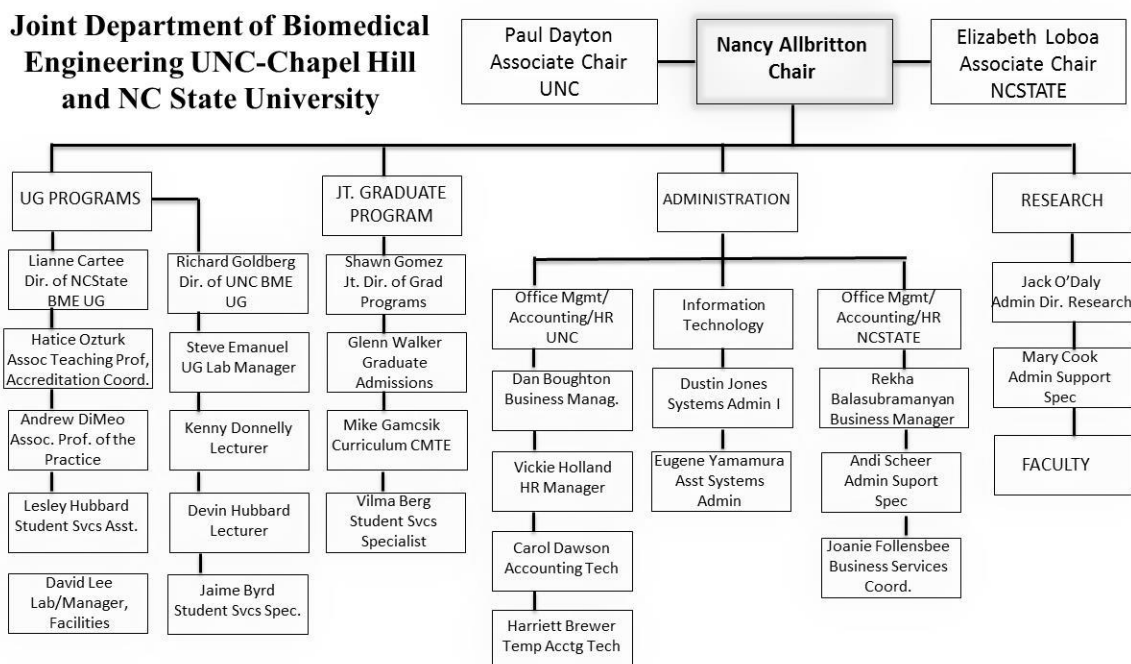 Joint Department of Biomedical
Engineering UNC-Chapel Hill
and NC State University
Paul Dayton
Associate Chair
UNC
Nancy Allbritton
Chair
Elizabeth Loboa
Associate Chair
NCSTATE
UG PROGRAMS
JT. GRADUATE
PROGRAM
ADMINISTRATION
RESEARCH
Lianne Cartee
Dir. of NCState
BME UG
Hatice Ozturk
Assoc Teaching Prof,
Accreditation Coord.
Andrew DiMeo
Assoc. Prof. of the
Practice
Lesley Hubbard
Student Svcs Asst.
David Lee
Lab/Manager,
Facilities
Richard Goldberg
Dir. of UNC BME
UG
Steve Emanuel
UG Lab Manager
Kenny Donnelly
Lecturer
Devin Hubbard
Lecturer
Jaime Byrd
Student Svcs Spec.
Shawn Gomez
Jt. Dir. of Grad
Programs
Glenn Walker
Graduate
Admissions
Mike Gamcsik
Curriculum CMTE
Vilma Berg
Student Svcs
Specialist
Office Mgmt/
Accounting/HR
UNC
Dan Boughton
Business Manag.
Vickie Holland
HR Manager
Carol Dawson
Accounting Tech
Harriett Brewer
Temp Acctg Tech
Information
Technology
Dustin Jones
Systems Admin I
Eugene Yamamura
Asst Systems
Admin
Office Mgmt/
Accounting/HR
NCSTATE
Rekha
Balasubramanyan
Business Manager
Andi Scheer
Admin Suport
Spec
Joanie Follensbee
Business Services
Coord.
Jack O’Daly
Admin Dir. Research
Mary Cook
Admin Support
Spec
FACULTY